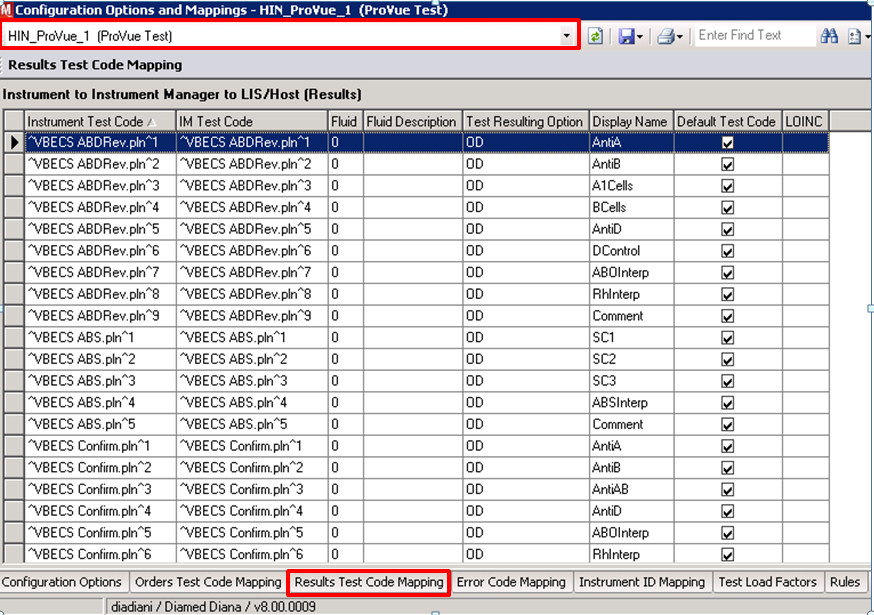 M Configuration Options and Mappings - HIN_ProVue_1 (ProVue Test)
HIN_ProVue_1 (ProVue Test) Enter Find Text
Results Test Code Mapping
Instrument to Instrument Manager to LIS/Host (Results)
Instrument Test Code IM Test Code Fluid Fluid Description Test Resulting Option Display Name Default Test Code LOINC
^VBECS ABDRev.pln^1 ^VBECS ABDRev.pln^1 0 OD AntiA
^VBECS ABDRev.pln^2 ^VBECS ABDRev.pln^2 0 OD AntiB
^VBECS ABDRev.pln^3 ^VBECS ABDRev.pln^3 0 OD A1Cells
^VBECS ABDRev.pln^4 ^VBECS ABDRev.pln^4 0 OD BCells
^VBECS ABDRev.pln^5 ^VBECS ABDRev.pln^5 0 OD AntiD
^VBECS ABDRev.pln^6 ^VBECS ABDRev.pln^6 0 OD DControl
^VBECS ABDRev.pln^7 ^VBECS ABDRev.pln^7 0 OD ABOInterp
^VBECS ABDRev.pln^8 ^VBECS ABDRev.pln^8 0 OD RhInterp
^VBECS ABDRev.pln^9 ^VBECS ABDRev.pln^9 0 OD Comment
^VBECS ABS.pln^1 ^VBECS ABS.pln^1 0 OD SC1
^VBECS ABS.pln^2 ^VBECS ABS.pln^2 0 OD SC2
^VBECS ABS.pln^3 ^VBECS ABS.pln^3 0 OD SC3
^VBECS ABS.pln^4 ^VBECS ABS.pln^4 0 OD ABSInterp
^VBECS ABS.pln^5 ^VBECS ABS.pln^5 0 OD Comment
^VBECS Confirm.pln^1 ^VBECS Confirm.pln^1 0 OD AntiA
^VBECS Confirm.pln^2 ^VBECS Confirm.pln^2 0 OD AntiB
^VBECS Confirm.pln^3 ^VBECS Confirm.pln^3 0 OD AntiAB
^VBECS Confirm.pln^4 ^VBECS Confirm.pln^4 0 OD AntiD
^VBECS Confirm.pln^5 ^VBECS Confirm.pln^5 0 OD ABOInterp
^VBECS Confirm.pln^6 ^VBECS Confirm.pln^6 0 OD RhInterp
Configuration Options Orders Test Code Mapping Results Test Code Mapping Error Code Mapping Instrument ID Mapping Test Load Factors Rules
diadiani / Diamed Diana / v8.00.0009